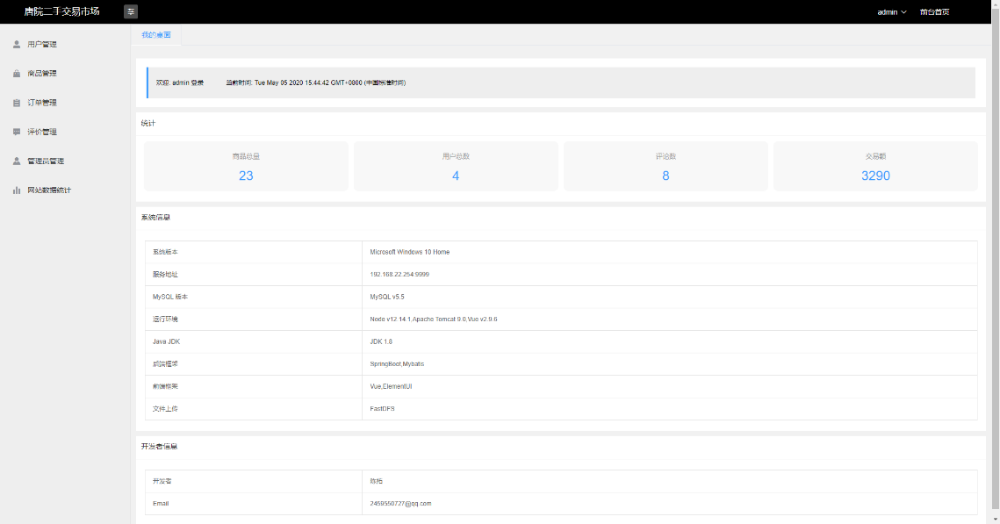 唐院二手交易市场
admin
前台首页
用户管理
商品管理
订单管理
评价管理
管理员管理
网站数据统计
我的桌面
欢迎: admin 登录 当前时间: Tue May 05 2020 15:44:42 GMT+0800 (中国标准时间)
统计
商品总量 用户总数 评论数 交易额
23 4 8 3290
系统信息
系统版本 Microsoft Windows 10 Home
服务地址 192.168.22.254:9999
MySQL 版本 MySQL v5.5
运行环境 Node v12.14.1,Apache Tomcat 9.0,Vue v2.9.6
Java JDK JDK 1.8
后端框架 SpringBoot,Mybatis
前端框架 Vue,ElementUI
文件上传 FastDFS
开发者信息
开发者 陈拓
Email 2459550727@qq.com